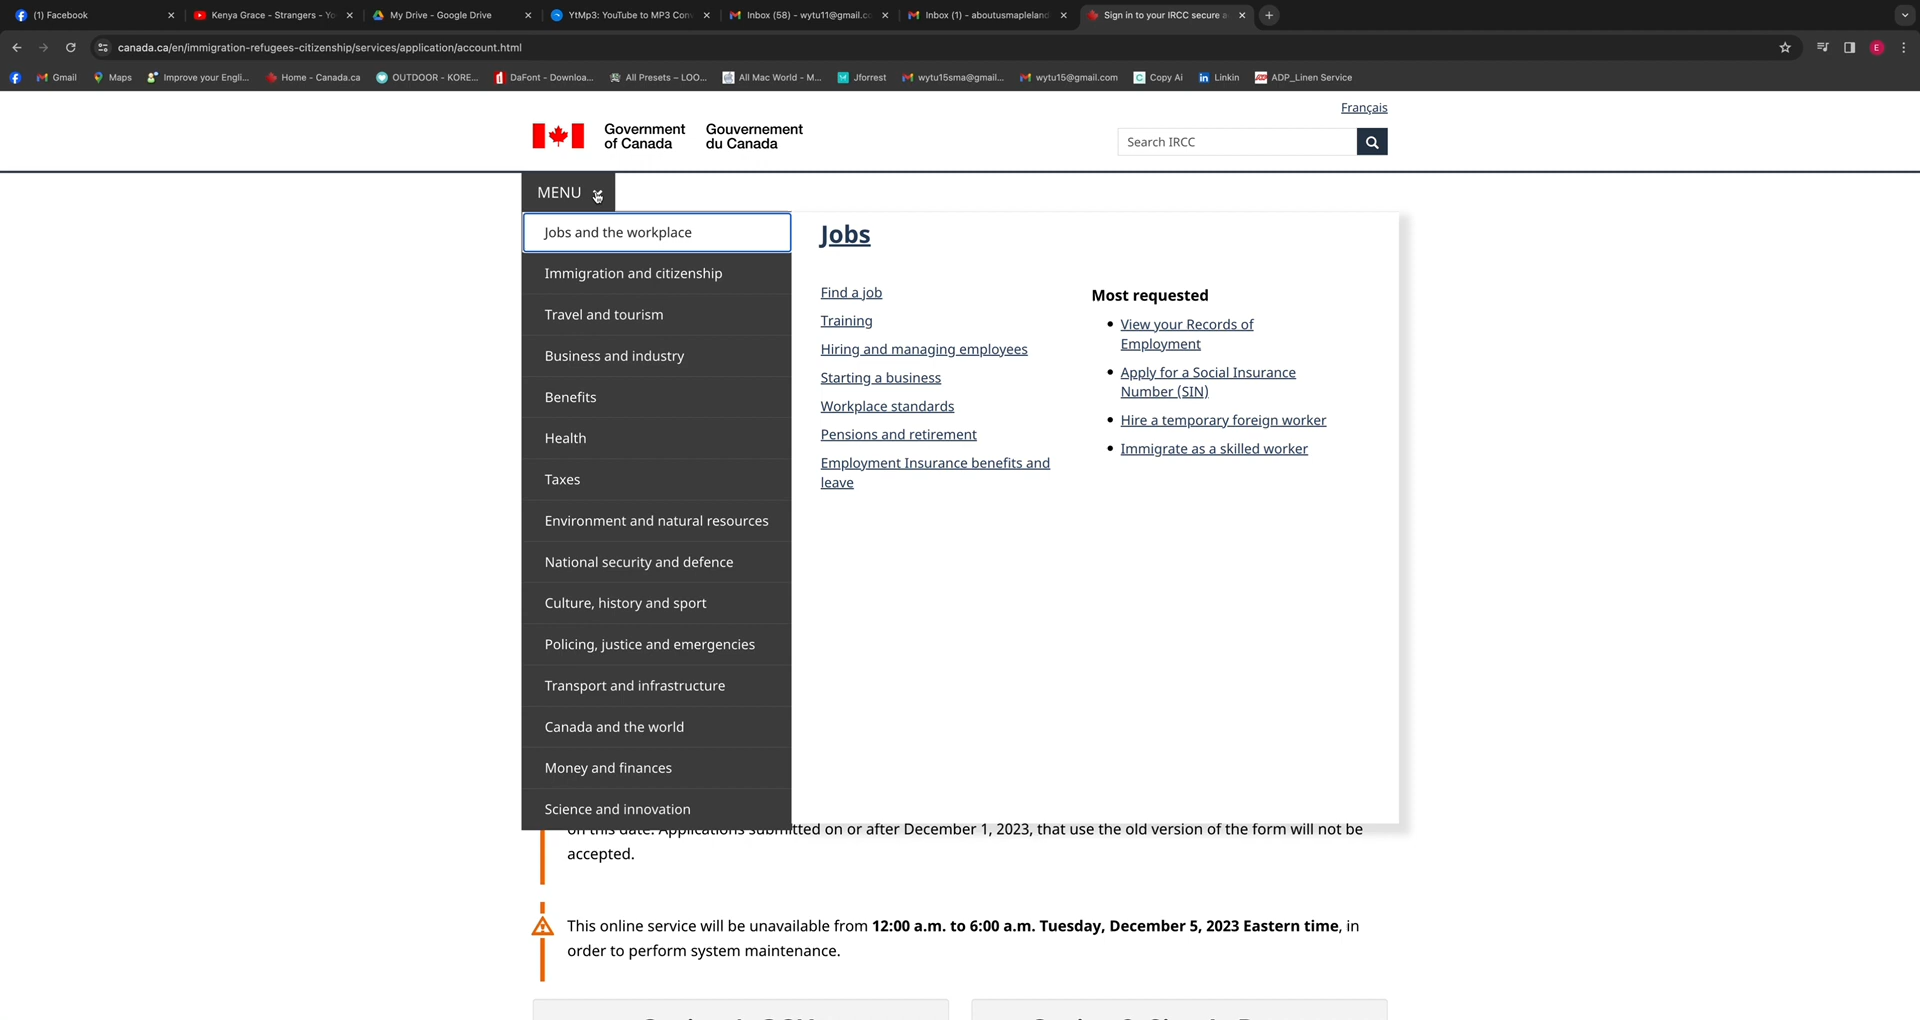 (1) Facebook
Kenya Grace - Strangers - Yo
My Drive - Google Drive
YtMp3: YouTube to MP3 Con
Inbox (58) - wytu11@gmail.cc
Inbox (1) - aboutusmapleland
Sign in to your IRCC secure a
canada.ca/en/immigration-refugees-citizenship/services/application/account.html
Gmail
Maps
Improve your Engli...
Home - Canada.ca
OUTDOOR - KORE...
DaFont - Downloa...
All Presets – LOO...
All Mac World - M...
Jforrest
wytu15sma@gmail...
wytu15@gmail.com
Copy Ai
Linkin
ADP_Linen Service
Français
Government
of Canada
Gouvernement
du Canada
Search IRCC
MENU
Jobs and the workplace
Immigration and citizenship
Travel and tourism
Business and industry
Benefits
Health
Taxes
Environment and natural resources
National security and defence
Culture, history and sport
Policing, justice and emergencies
Transport and infrastructure
Canada and the world
Money and finances
Science and innovation
Jobs
Find a job
Training
Hiring and managing employees
Starting a business
Workplace standards
Pensions and retirement
Employment Insurance benefits and
leave
Most requested
• View your Records of
Employment
• Apply for a Social Insurance
Number (SIN)
• Hire a temporary foreign worker
• Immigrate as a skilled worker
on this date. Applications submitted on or after December 1, 2023, that use the old version of the form will not be
accepted.
This online service will be unavailable from 12:00 a.m. to 6:00 a.m. Tuesday, December 5, 2023 Eastern time, in
order to perform system maintenance.